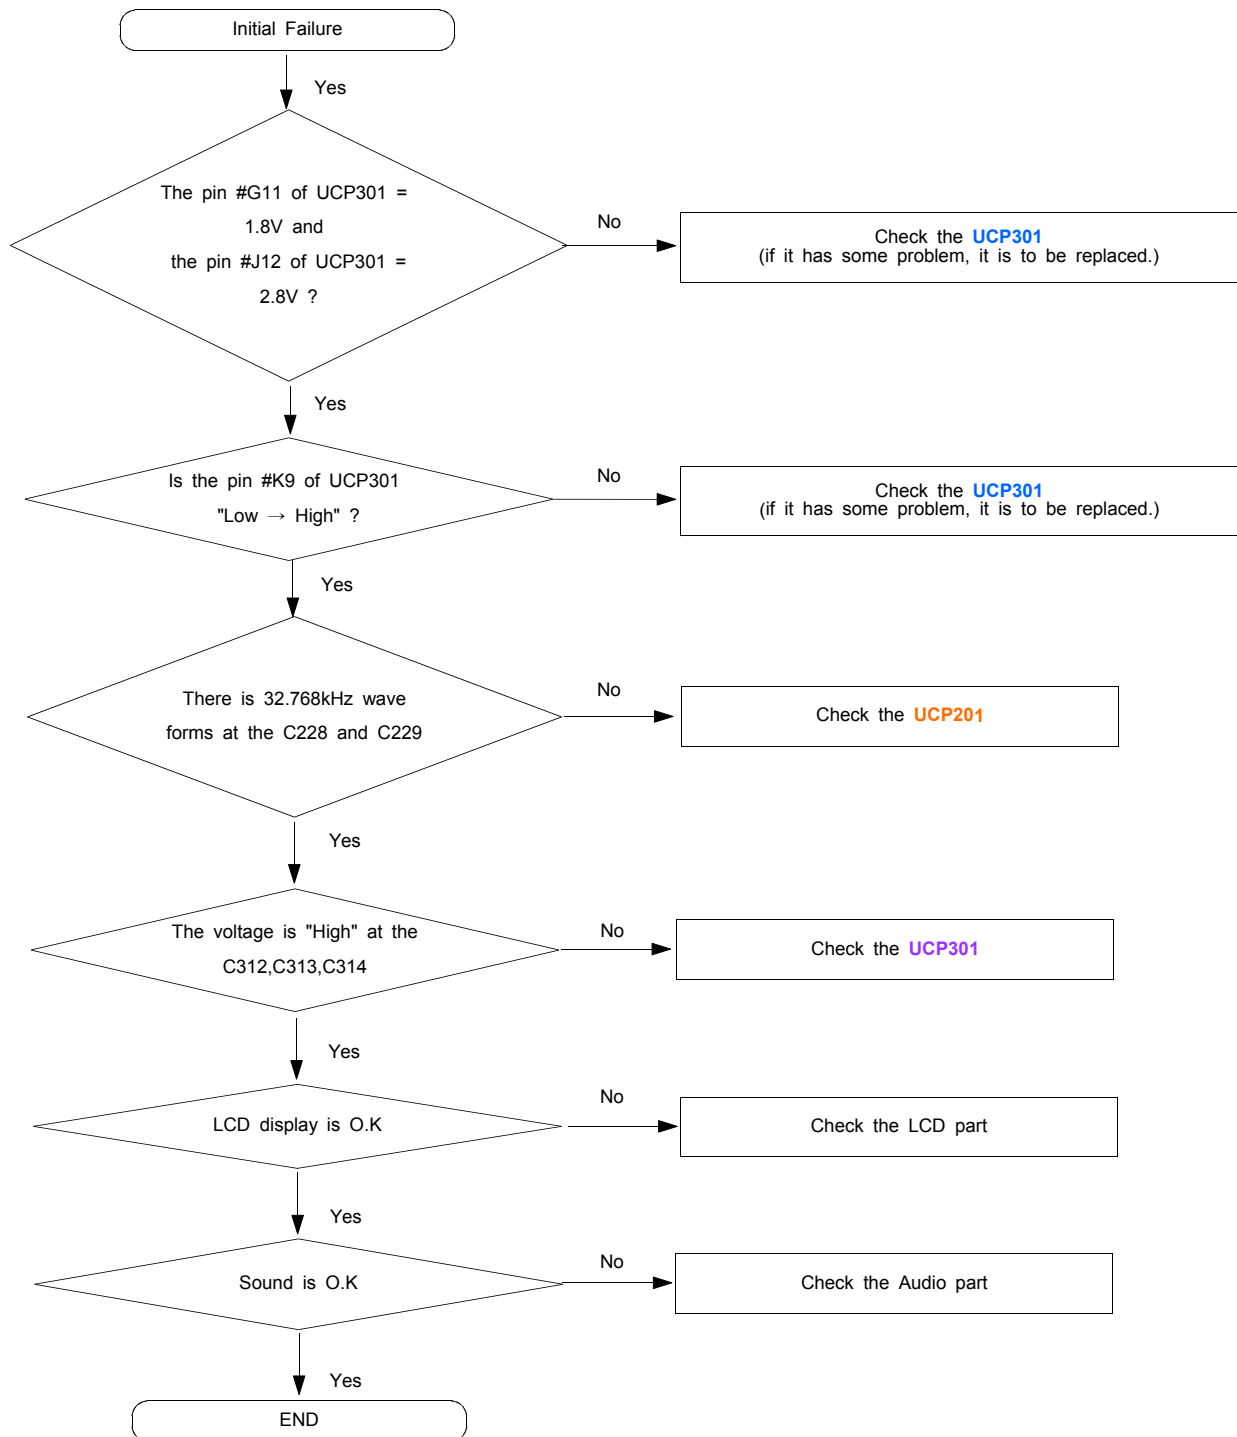 Initial Failure
Yes
The pin #G11 of UCP301 =
1.8V and
the pin #J12 of UCP301 =
2.8V ?
No
Check the UCP301
(if it has some problem, it is to be replaced.)
Yes
Is the pin #K9 of UCP301
"Low → High" ?
No
Check the UCP301
(if it has some problem, it is to be replaced.)
Yes
There is 32.768kHz wave
forms at the C228 and C229
No
Check the UCP201
Yes
The voltage is "High" at the
C312,C313,C314
No
Check the UCP301
Yes
LCD display is O.K
No
Check the LCD part
Yes
Sound is O.K
No
Check the Audio part
Yes
END